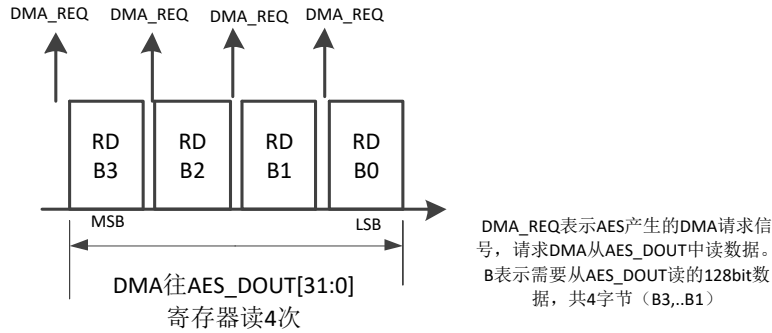 DMA_REQ DMA_REQ DMA_REQ DMA_REQ
RD RD RD RD
B3 B2 B1 B0
MSB LSB
DMA往AES_DOUT[31:0]
寄存器读4次
DMA_REQ表示AES产生的DMA请求信
号，请求DMA从AES_DOUT中读数据。
B表示需要从AES_DOUT读的128bit数
据，共4字节（B3,..B1）